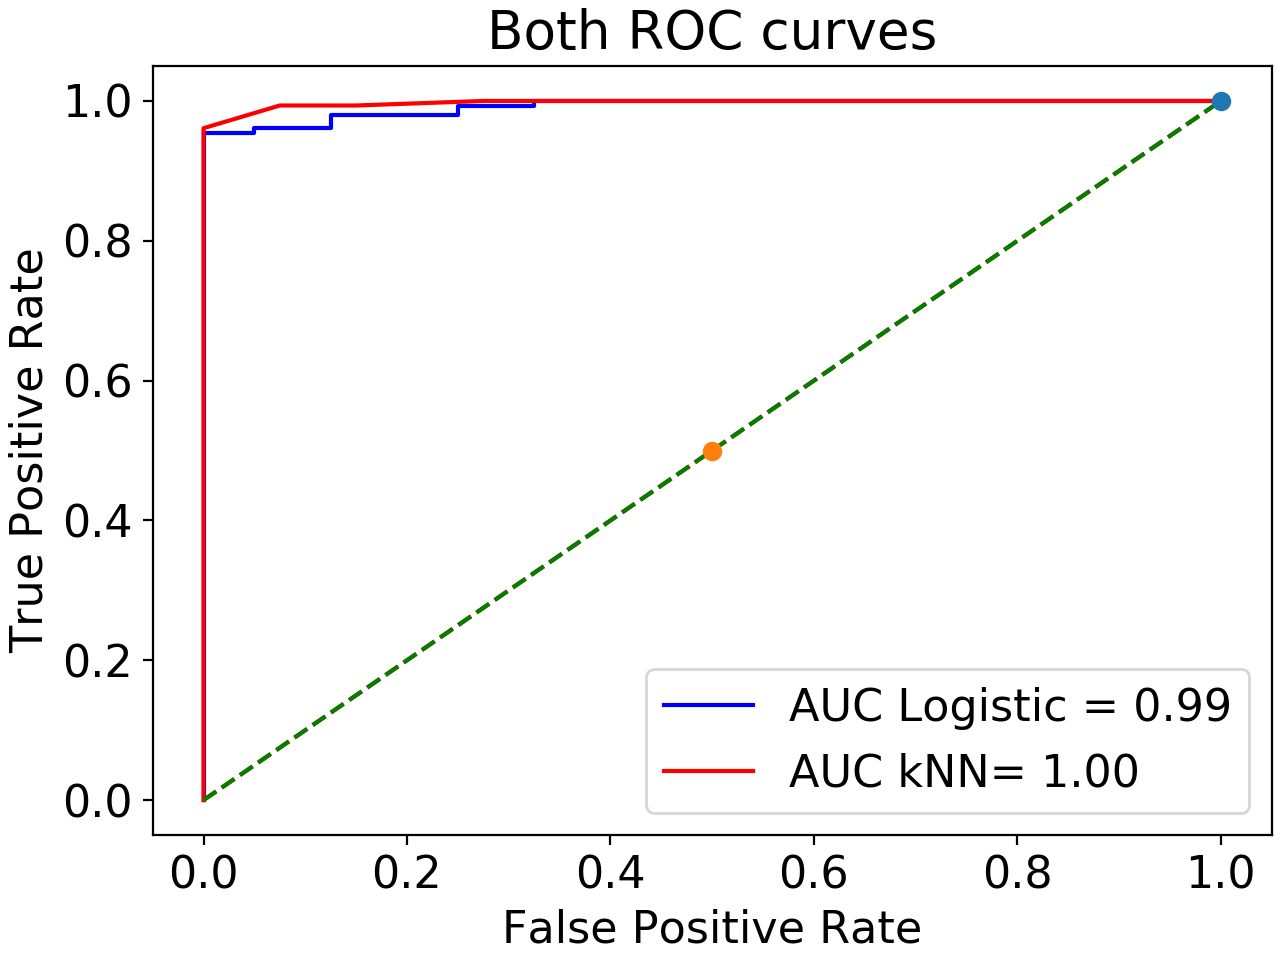 Both ROC curves
True Positive Rate
1.0
0.8
0.6
0.4
0.2
0.0
AUC Logistic = 0.99
AUC kNN= 1.00
0.0 0.2 0.4 0.6 0.8 1.0
False Positive Rate